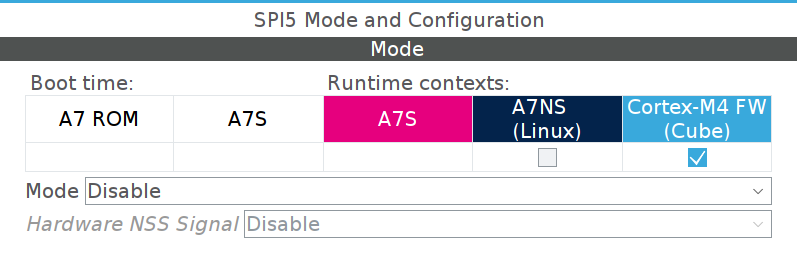 SPI5 Mode and Configuration
Mode
Boot time: Runtime contexts:
A7 ROM A7S A7S A7NS (Linux) Cortex-M4 FW (Cube)
Mode Disable
Hardware NSS Signal Disable